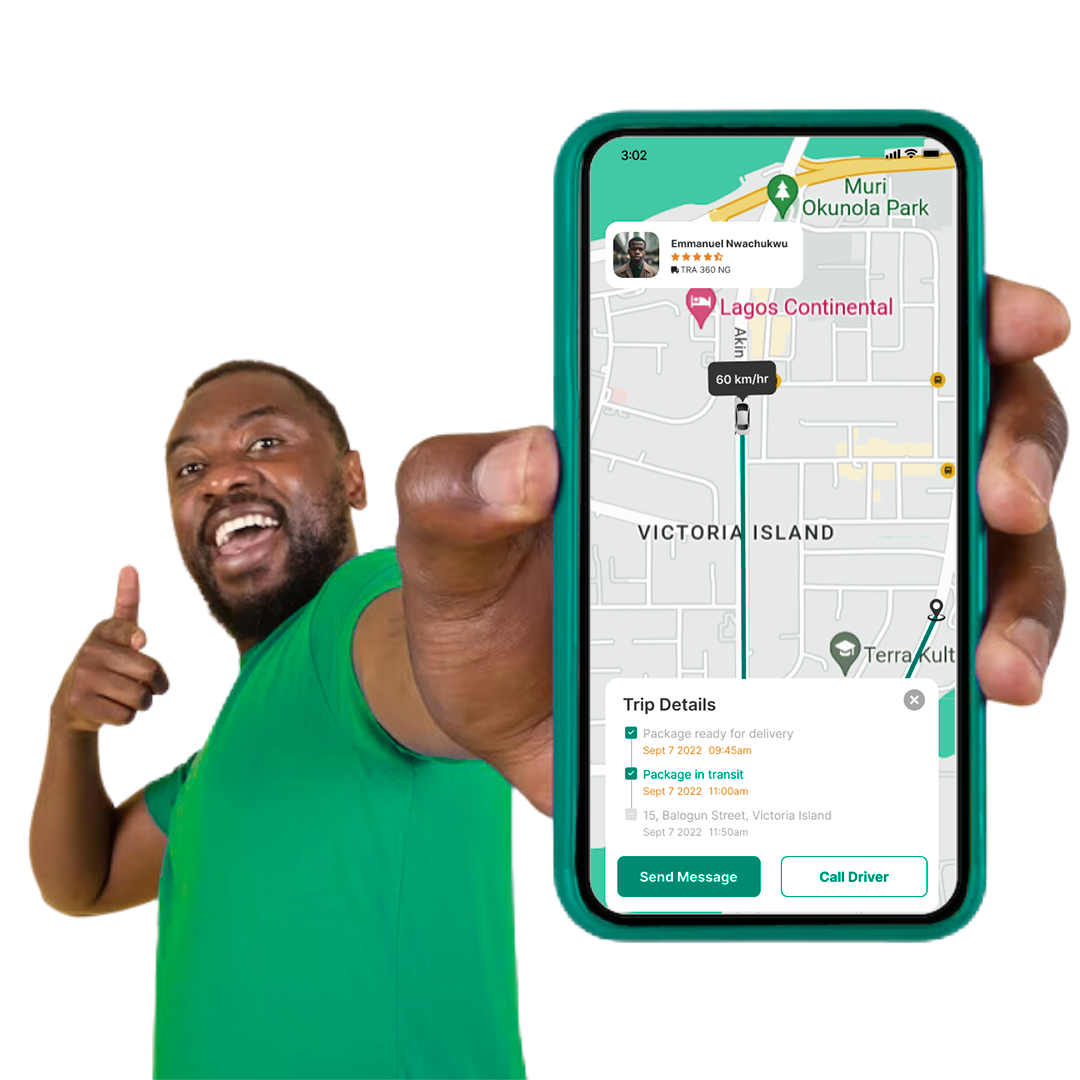 3:02
Muri
Okunola Park
Emmanuel Nwachukwu
TRA 360 NG
Lagos Continental
Akin
60 km/hr
VICTORIA ISLAND
Terra Kult
Trip Details
Package ready for delivery
Sept 7 2022 09:45am
Package in transit
Sept 7 2022 11:00am
15, Balogun Street, Victoria Island
Sept 7 2022 11:50am
Send Message
Call Driver